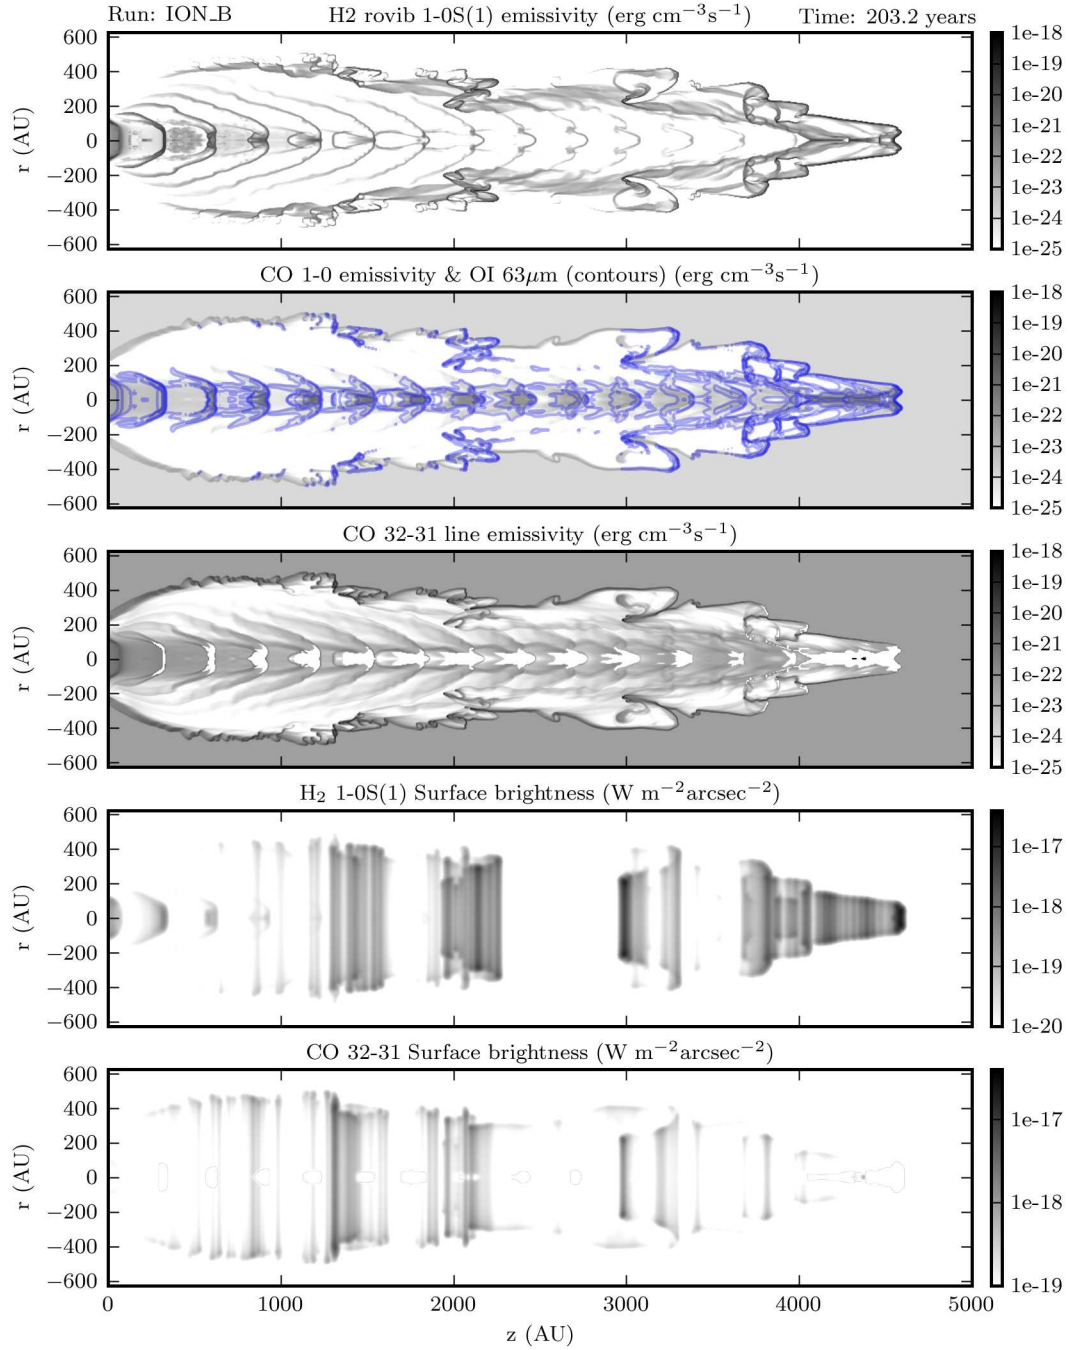 Run: ION_B H2 rovib 1-0S(1) emissivity (erg cm⁻³s⁻¹) Time: 203.2 years
600
400
200
0
−200
−400
−600
r (AU)
1e-18
1e-19
1e-20
1e-21
1e-22
1e-23
1e-24
1e-25
CO 1-0 emissivity & OI 63μm (contours) (erg cm⁻³s⁻¹)
600
400
200
0
−200
−400
−600
r (AU)
1e-18
1e-19
1e-20
1e-21
1e-22
1e-23
1e-24
1e-25
CO 32-31 line emissivity (erg cm⁻³s⁻¹)
600
400
200
0
−200
−400
−600
r (AU)
1e-18
1e-19
1e-20
1e-21
1e-22
1e-23
1e-24
1e-25
H₂ 1-0S(1) Surface brightness (W m⁻²arcsec⁻²)
600
400
200
0
−200
−400
−600
r (AU)
1e-17
1e-18
1e-19
1e-20
CO 32-31 Surface brightness (W m⁻²arcsec⁻²)
600
400
200
0
−200
−400
−600
r (AU)
1e-17
1e-18
1e-19
0 1000 2000 3000 4000 5000
z (AU)